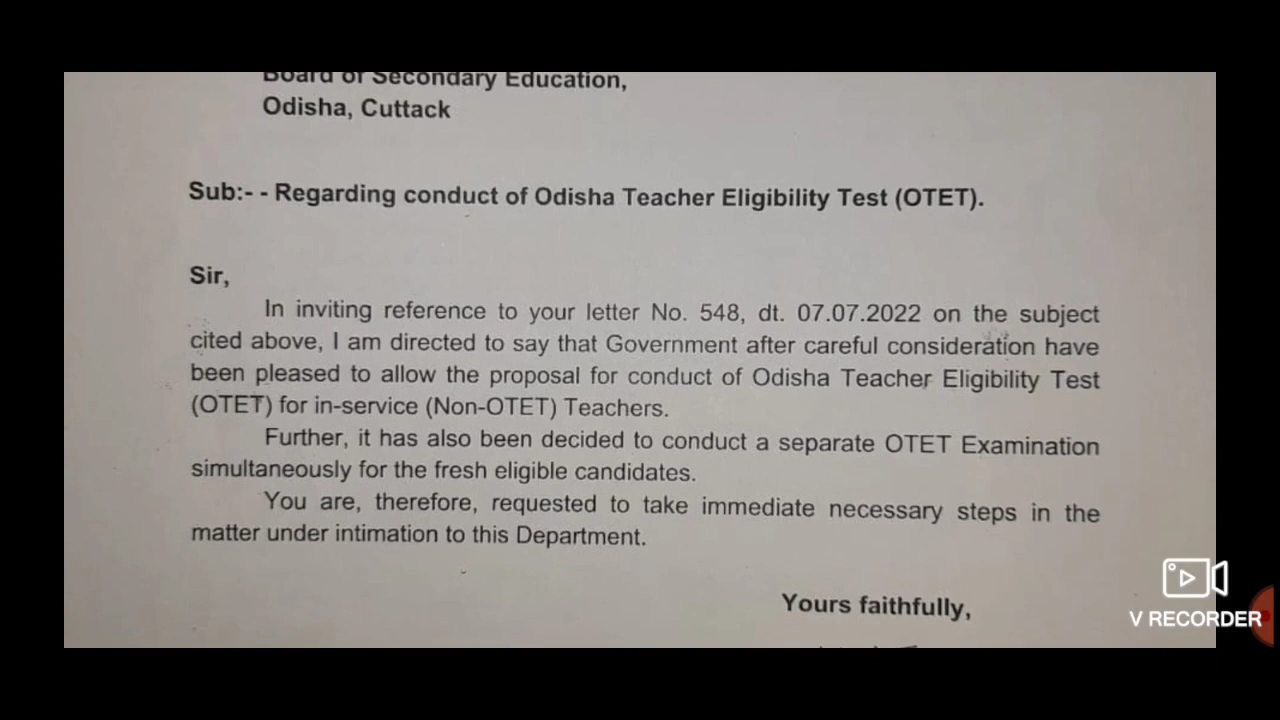 Board of Secondary Education,
Odisha, Cuttack
Sub:- - Regarding conduct of Odisha Teacher Eligibility Test (OTET).
Sir,
In inviting reference to your letter No. 548, dt. 07.07.2022 on the subject
cited above, I am directed to say that Government after careful consideration have
been pleased to allow the proposal for conduct of Odisha Teacher Eligibility Test
(OTET) for in-service (Non-OTET) Teachers.
Further, it has also been decided to conduct a separate OTET Examination
simultaneously for the fresh eligible candidates.
You are, therefore, requested to take immediate necessary steps in the
matter under intimation to this Department.
Yours faithfully,
V RECORDER